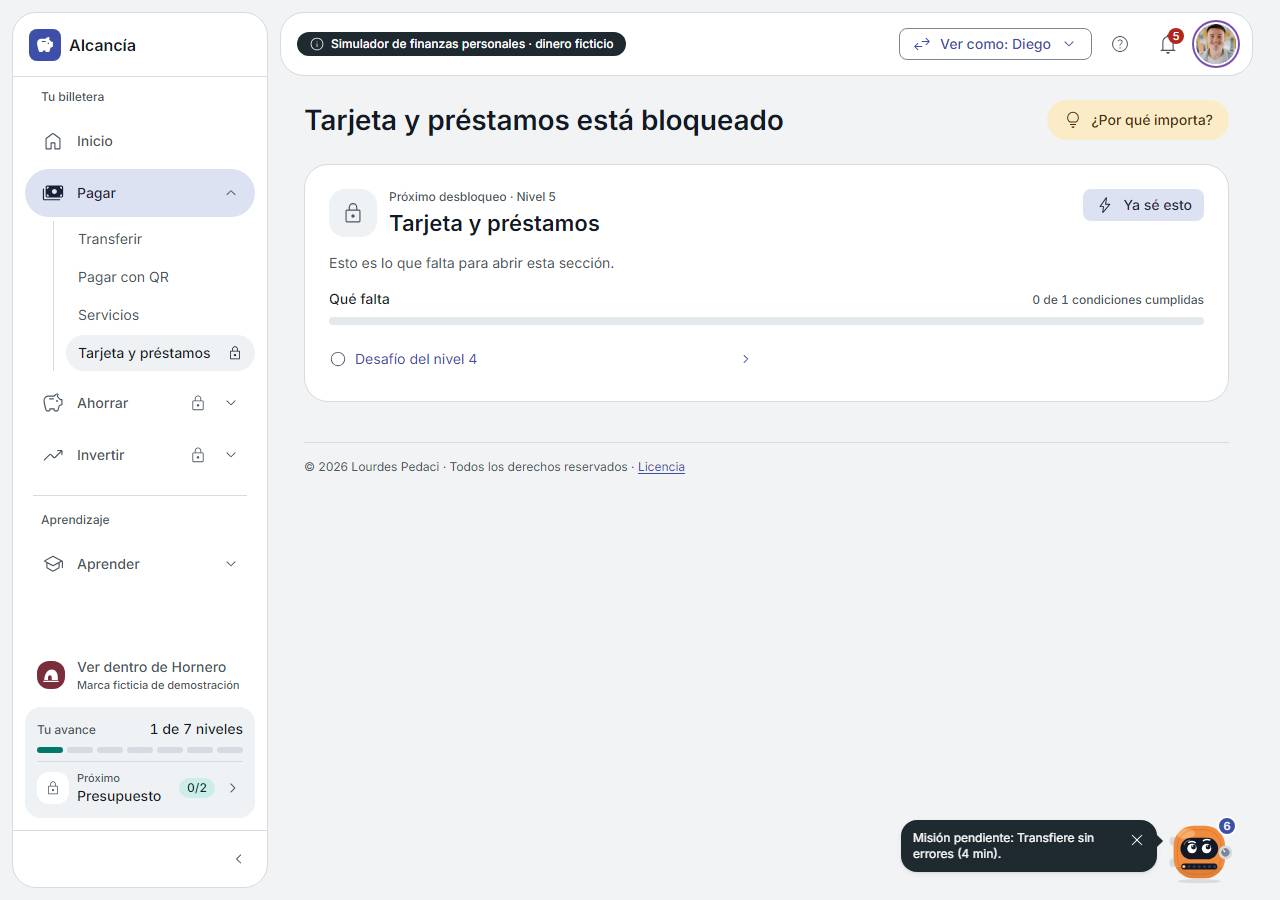 Alcancía
Simulador de finanzas personales · dinero ficticio
Ver como: Diego
5
Tu billetera
Inicio
Pagar
Transferir
Pagar con QR
Servicios
Tarjeta y préstamos
Ahorrar
Invertir
Aprendizaje
Aprender
Ver dentro de Hornero
Marca ficticia de demostración
Tu avance
1 de 7 niveles
Próximo
Presupuesto
0/2
Tarjeta y préstamos está bloqueado
¿Por qué importa?
Próximo desbloqueo · Nivel 5
Tarjeta y préstamos
Ya sé esto
Esto es lo que falta para abrir esta sección.
Qué falta
0 de 1 condiciones cumplidas
Desafío del nivel 4
© 2026 Lourdes Pedaci · Todos los derechos reservados · Licencia
Misión pendiente: Transfiere sin
errores (4 min).
6